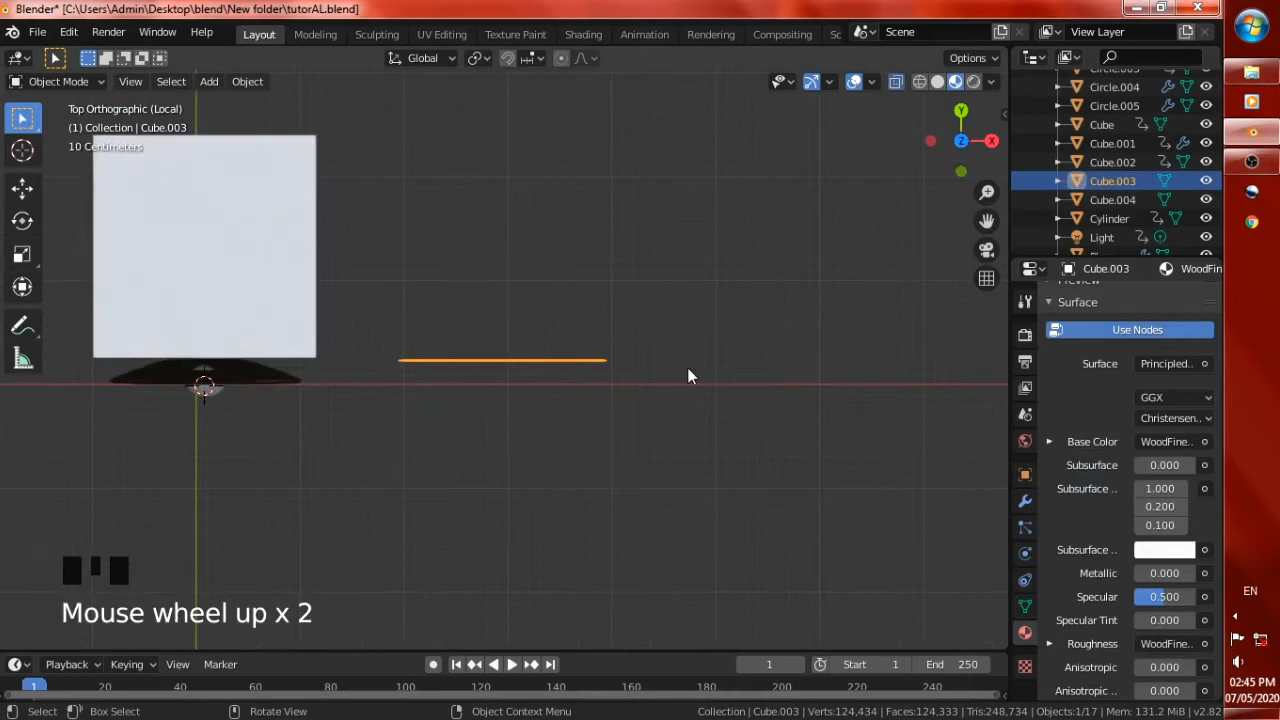 Blender* [C:\Users\Admin\Desktop\blend\New folder\tutorAL.blend]
File Edit Render Window Help Layout Modeling Sculpting UV Editing Texture Paint Shading Animation Rendering Compositing Sc Scene View Layer
Global Options
Object Mode View Select Add Object
Top Orthographic (Local)
(1) Collection | Cube.003
10 Centimeters
Y
Z
X
Circle.004
Circle.005
Cube
Cube.001
Cube.002
Cube.003
Cube.004
Cylinder
Light
Cube.003 WoodFin
Surface
Use Nodes
Surface Principled..
GGX
Christensen..
Base Color WoodFine..
Subsurface 0.000
Subsurface .. 1.000
0.200
0.100
Subsurface ..
Metallic 0.000
Specular 0.500
Specular Tint 0.000
Roughness WoodFine..
Anisotropic 0.000
Anisotropic .. 0.000
Mouse wheel up x 2
Playback Keying View Marker 1 Start 1 End 250
1 20 40 60 80 100 120 140 160 180 200 220 240
Select Box Select Rotate View Object Context Menu Collection | Cube.003 | Verts:124,434 | Faces:124,333 | Tris:248,734 | Objects:1/17 | Mem: 131.2 MiB | v2.82
EN
02:45 PM
07/05/2020